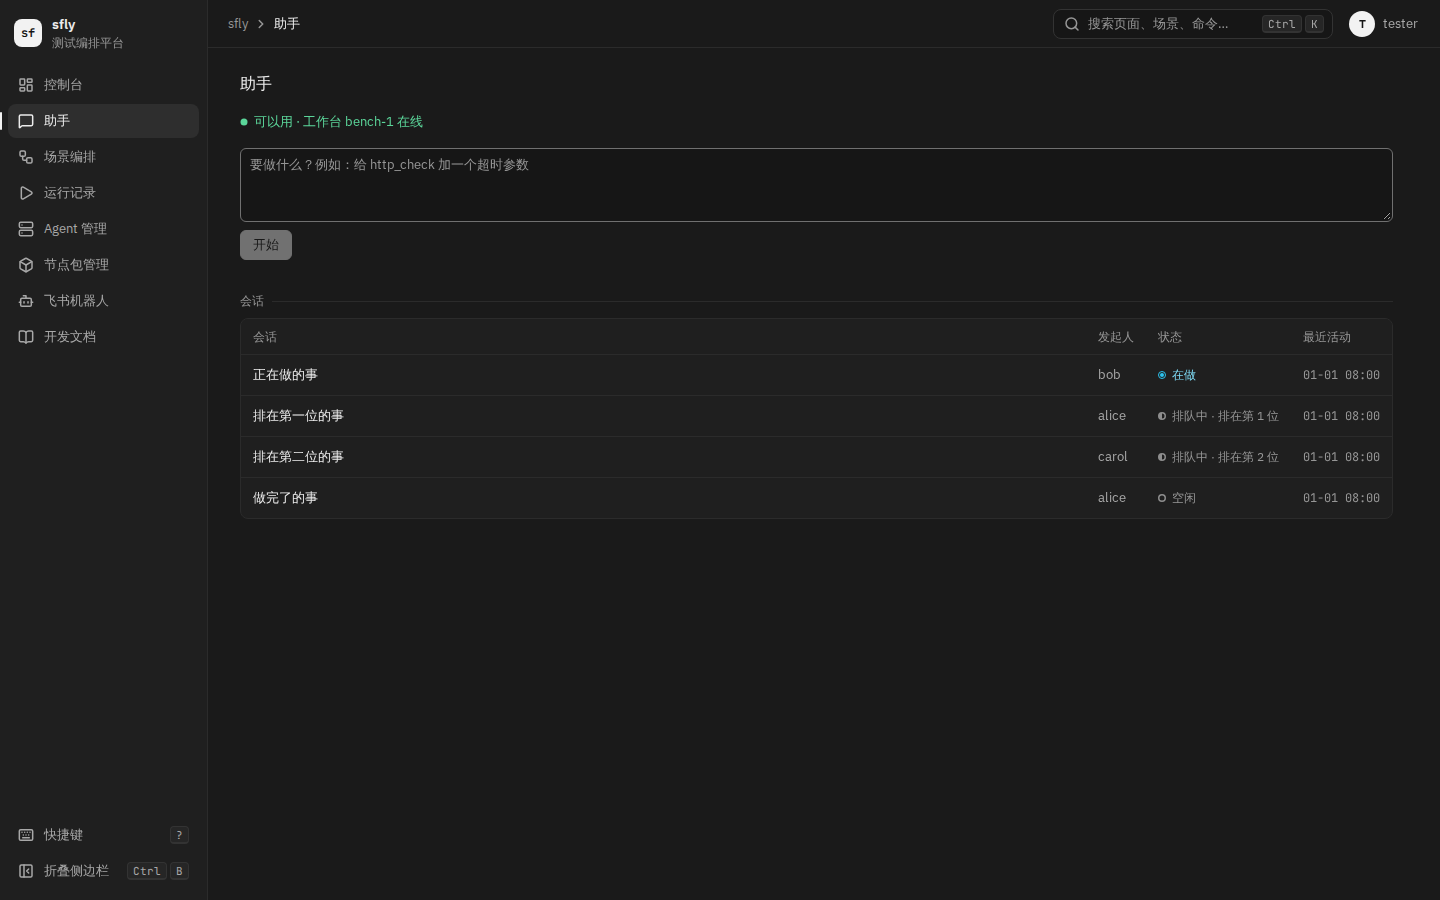 sf
sfly
测试编排平台
控制台
助手
场景编排
运行记录
Agent 管理
节点包管理
飞书机器人
开发文档
快捷键 ?
折叠侧边栏 Ctrl B
sfly > 助手
搜索页面、场景、命令... Ctrl K
T tester
助手
可以用 · 工作台 bench-1 在线
要做什么？例如：给 http_check 加一个超时参数
开始
会话
会话 发起人 状态 最近活动
正在做的事 bob 在做 01-01 08:00
排在第一位的事 alice 排队中 · 排在第 1 位 01-01 08:00
排在第二位的事 carol 排队中 · 排在第 2 位 01-01 08:00
做完了的事 alice 空闲 01-01 08:00